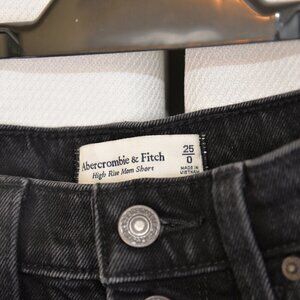 Abercrombie & Fitch
High Rise Mom Short
25
0
MADE IN
VIETNAM